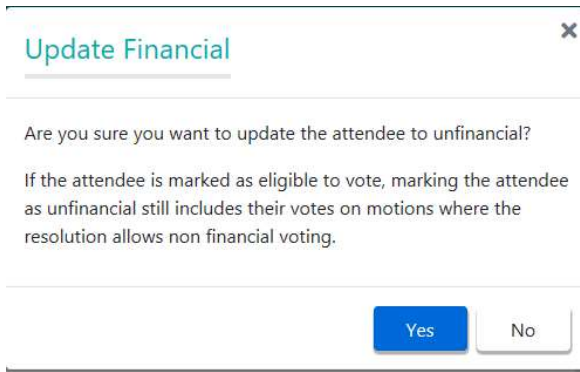 Update Financial
Are you sure you want to update the attendee to unfinancial?
If the attendee is marked as eligible to vote, marking the attendee
as unfinancial still includes their votes on motions where the
resolution allows non financial voting.
Yes
No